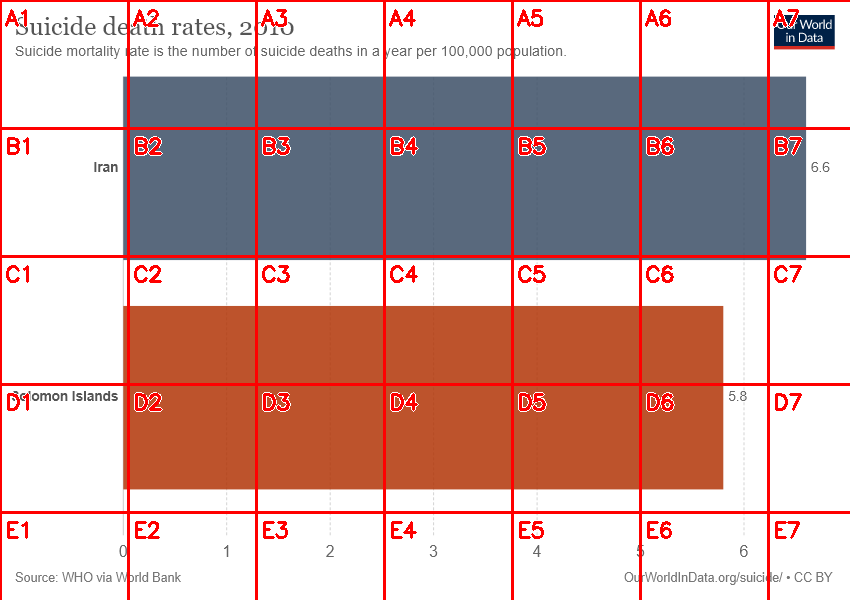 Suicide death rates, 2016
Suicide mortality rate is the number of suicide deaths in a year per 100,000 population.
Our World
in Data
A1 A2 A3 A4 A5 A6 A7
B1 B2 B3 B4 B5 B6 B7
Iran 6.6
C1 C2 C3 C4 C5 C6 C7
Solomon Islands 5.8
D1 D2 D3 D4 D5 D6 D7
E1 E2 E3 E4 E5 E6 E7
0 1 2 3 4 5 6
Source: WHO via World Bank
OurWorldInData.org/suicide/ • CC BY